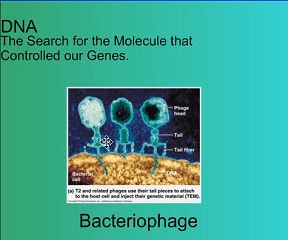 DNA
The Search for the Molecule that
Controlled our Genes.
Phage
head
Tail
Tail fiber
DNA
Bacterial
cell
(a) T2 and related phages use their tail pieces to attach
to the host cell and inject their genetic material (TEM).
Bacteriophage